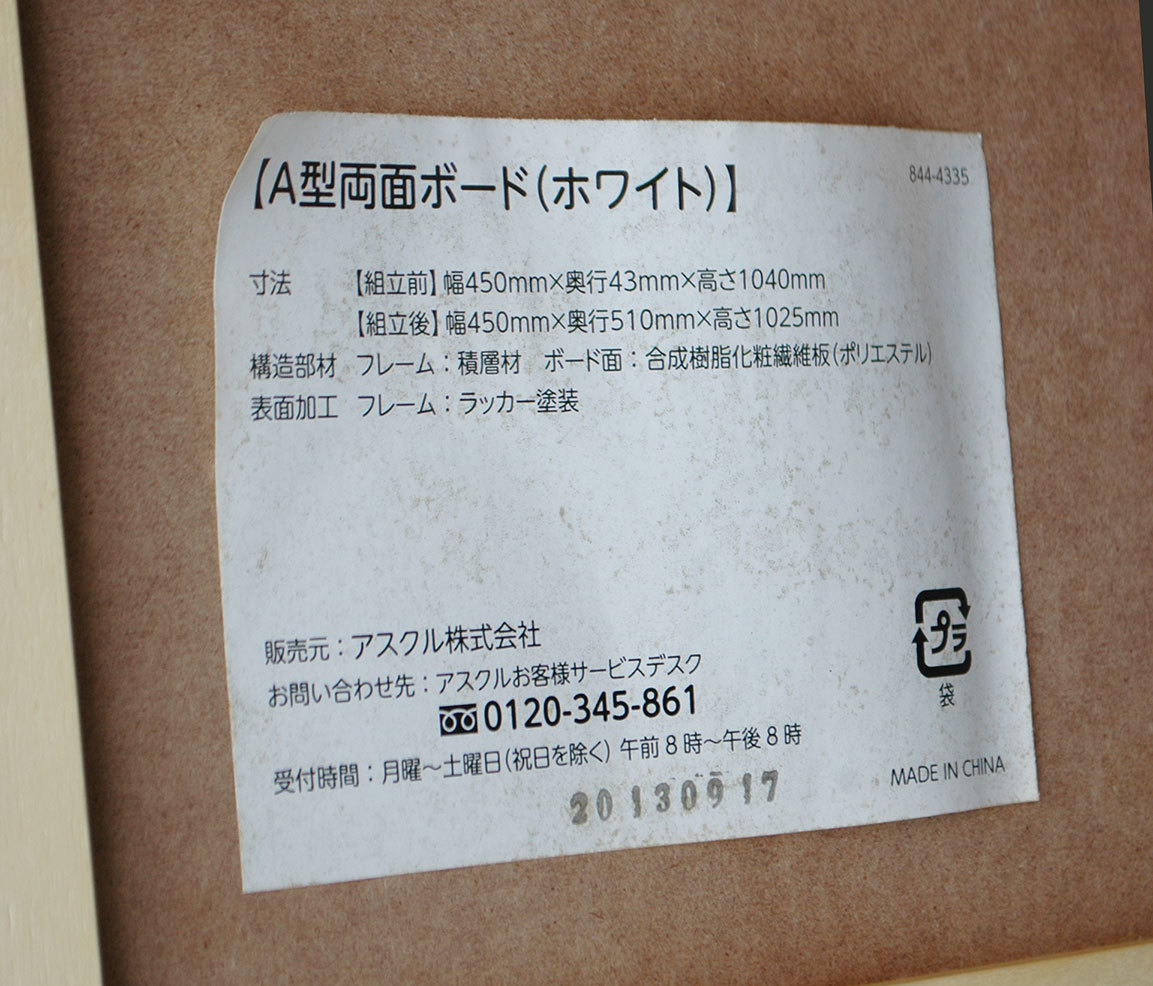 【A型両面ボード(ホワイト)】
844-4335
寸法 【組立前】幅450mm×奥行43mm×高さ1040mm
【組立後】幅450mm×奥行510mm×高さ1025mm
構造部材 フレーム：積層材 ボード面：合成樹脂化粧繊維板(ポリエステル)
表面加工 フレーム：ラッカー塗装
販売元：アスクル株式会社
お問い合わせ先：アスクルお客様サービスデスク
0120-345-861
受付時間：月曜～土曜日(祝日を除く) 午前8時～午後8時
プラ
袋
MADE IN CHINA
20130917